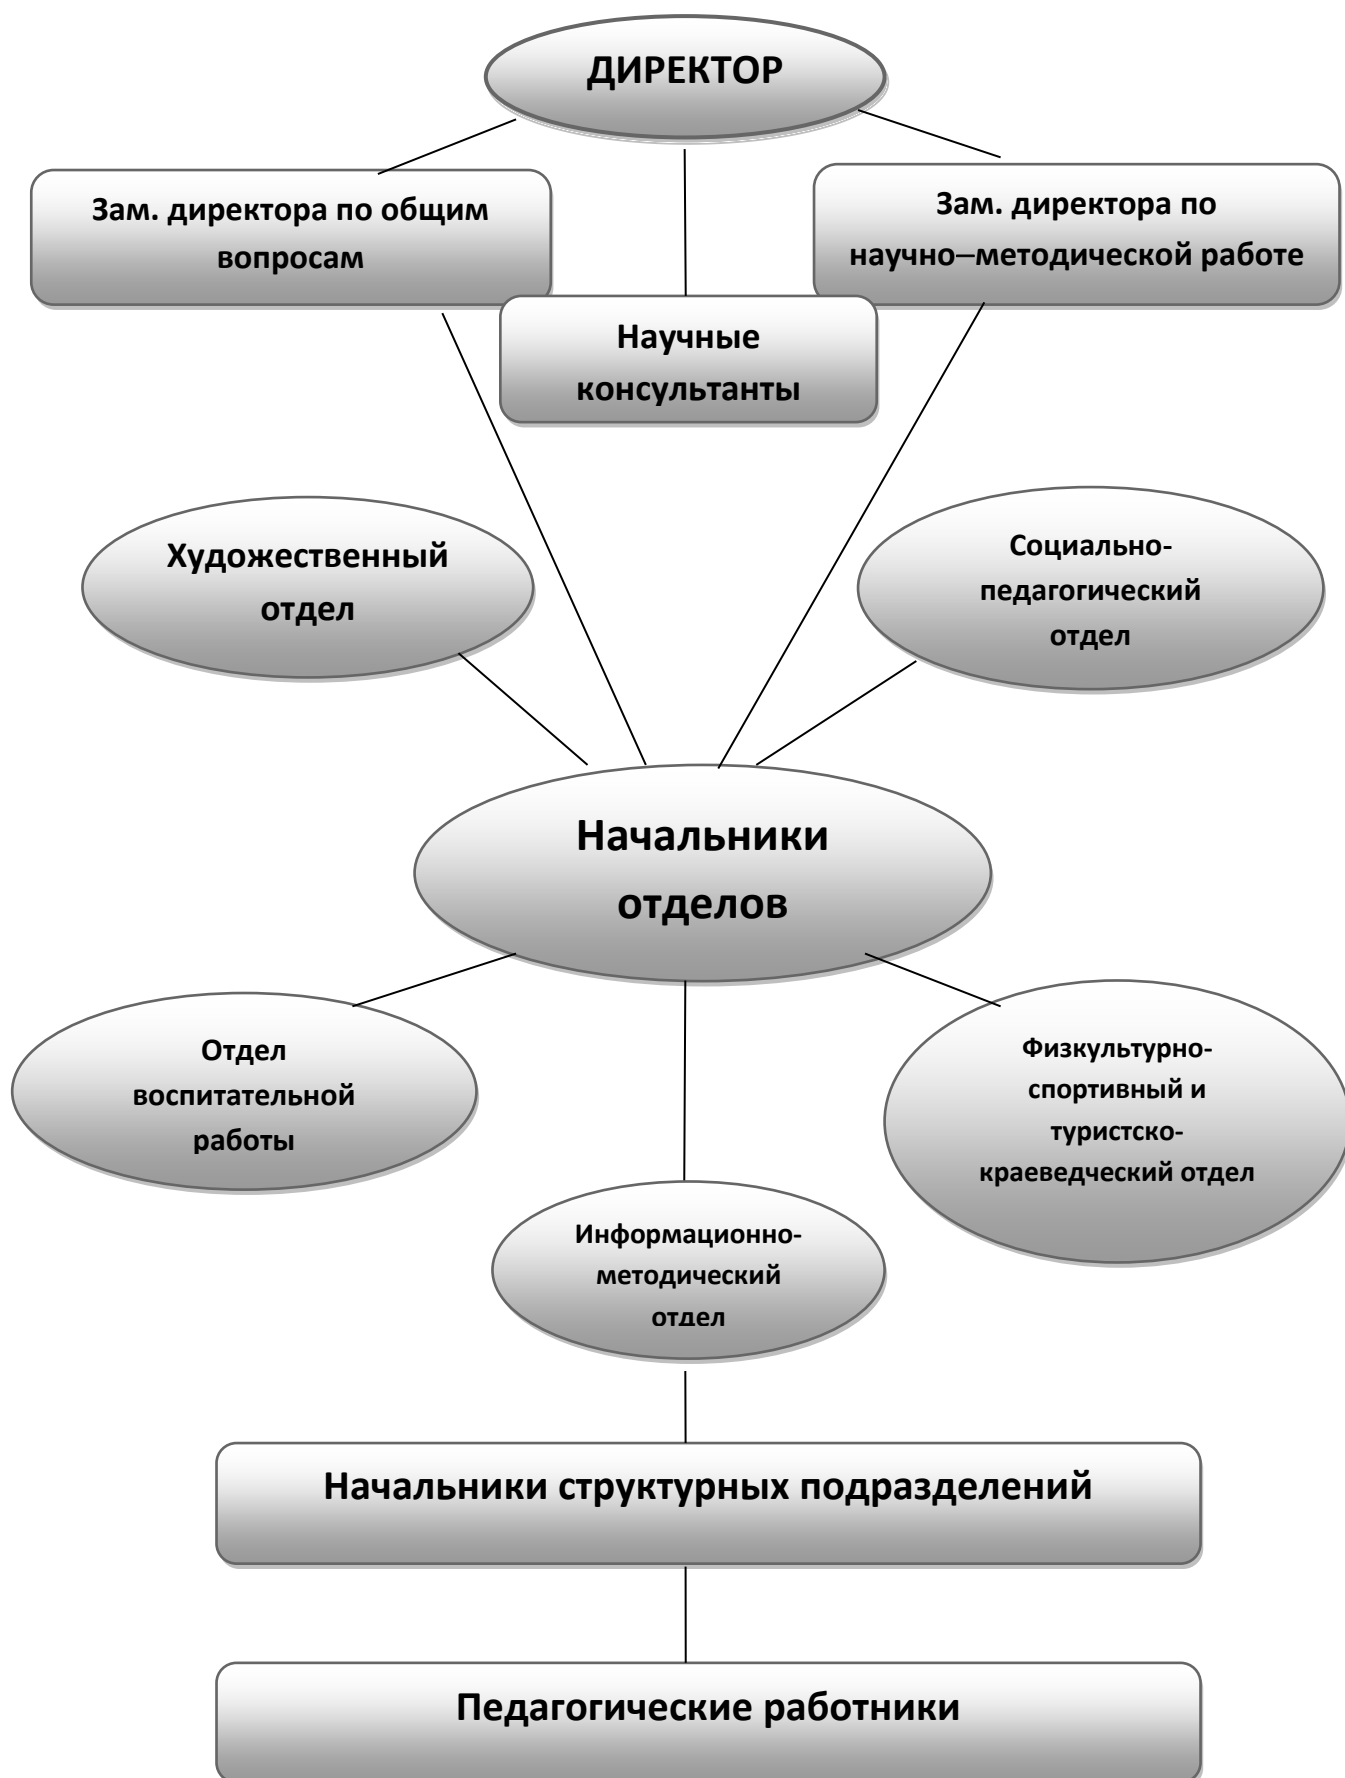 ДИРЕКТОР
Зам. директора по общим
вопросам
Зам. директора по
научно–методической работе
Научные
консультанты
Художественный
отдел
Социально-
педагогический
отдел
Начальники
отделов
Отдел
воспитательной
работы
Физкультурно-
спортивный и
туристско-
краеведческий отдел
Информационно-
методический
отдел
Начальники структурных подразделений
Педагогические работники